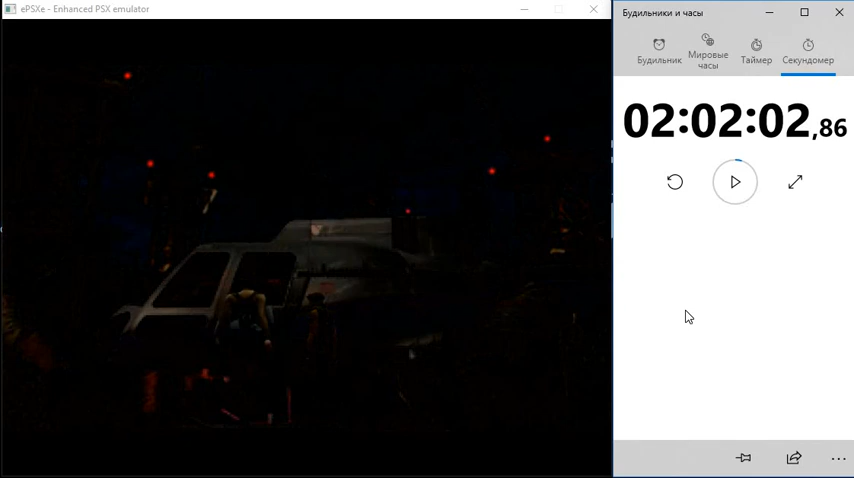 ePSXe - Enhanced PSX emulator
Будильники и часы
Будильник
Мировые
часы
Таймер
Секундомер
02:02:02,86